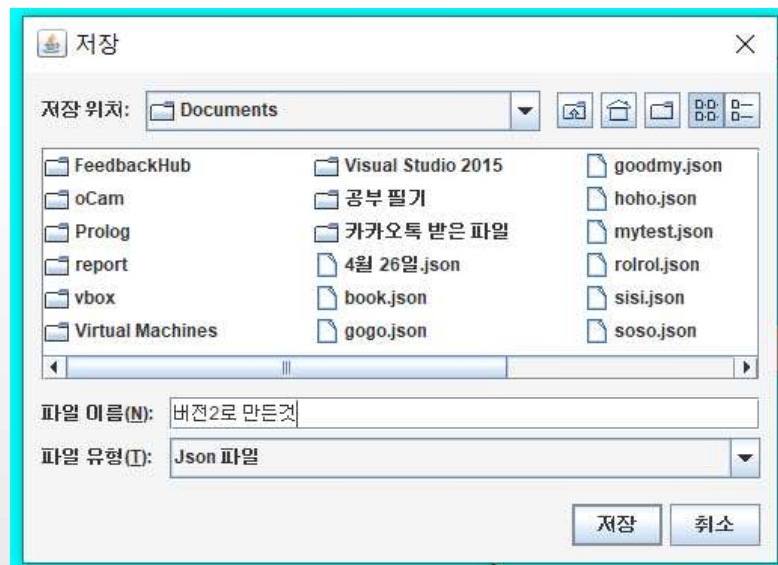 저장
저장 위치: Documents
FeedbackHub
oCam
Prolog
report
vbox
Virtual Machines
Visual Studio 2015
공부 필기
카카오톡 받은 파일
4월 26일.json
book.json
gogo.json
goodmy.json
hoho.json
mytest.json
rolrol.json
sisi.json
soso.json
파일 이름(N): 버전2로 만든것
파일 유형(T): Json 파일
저장 취소